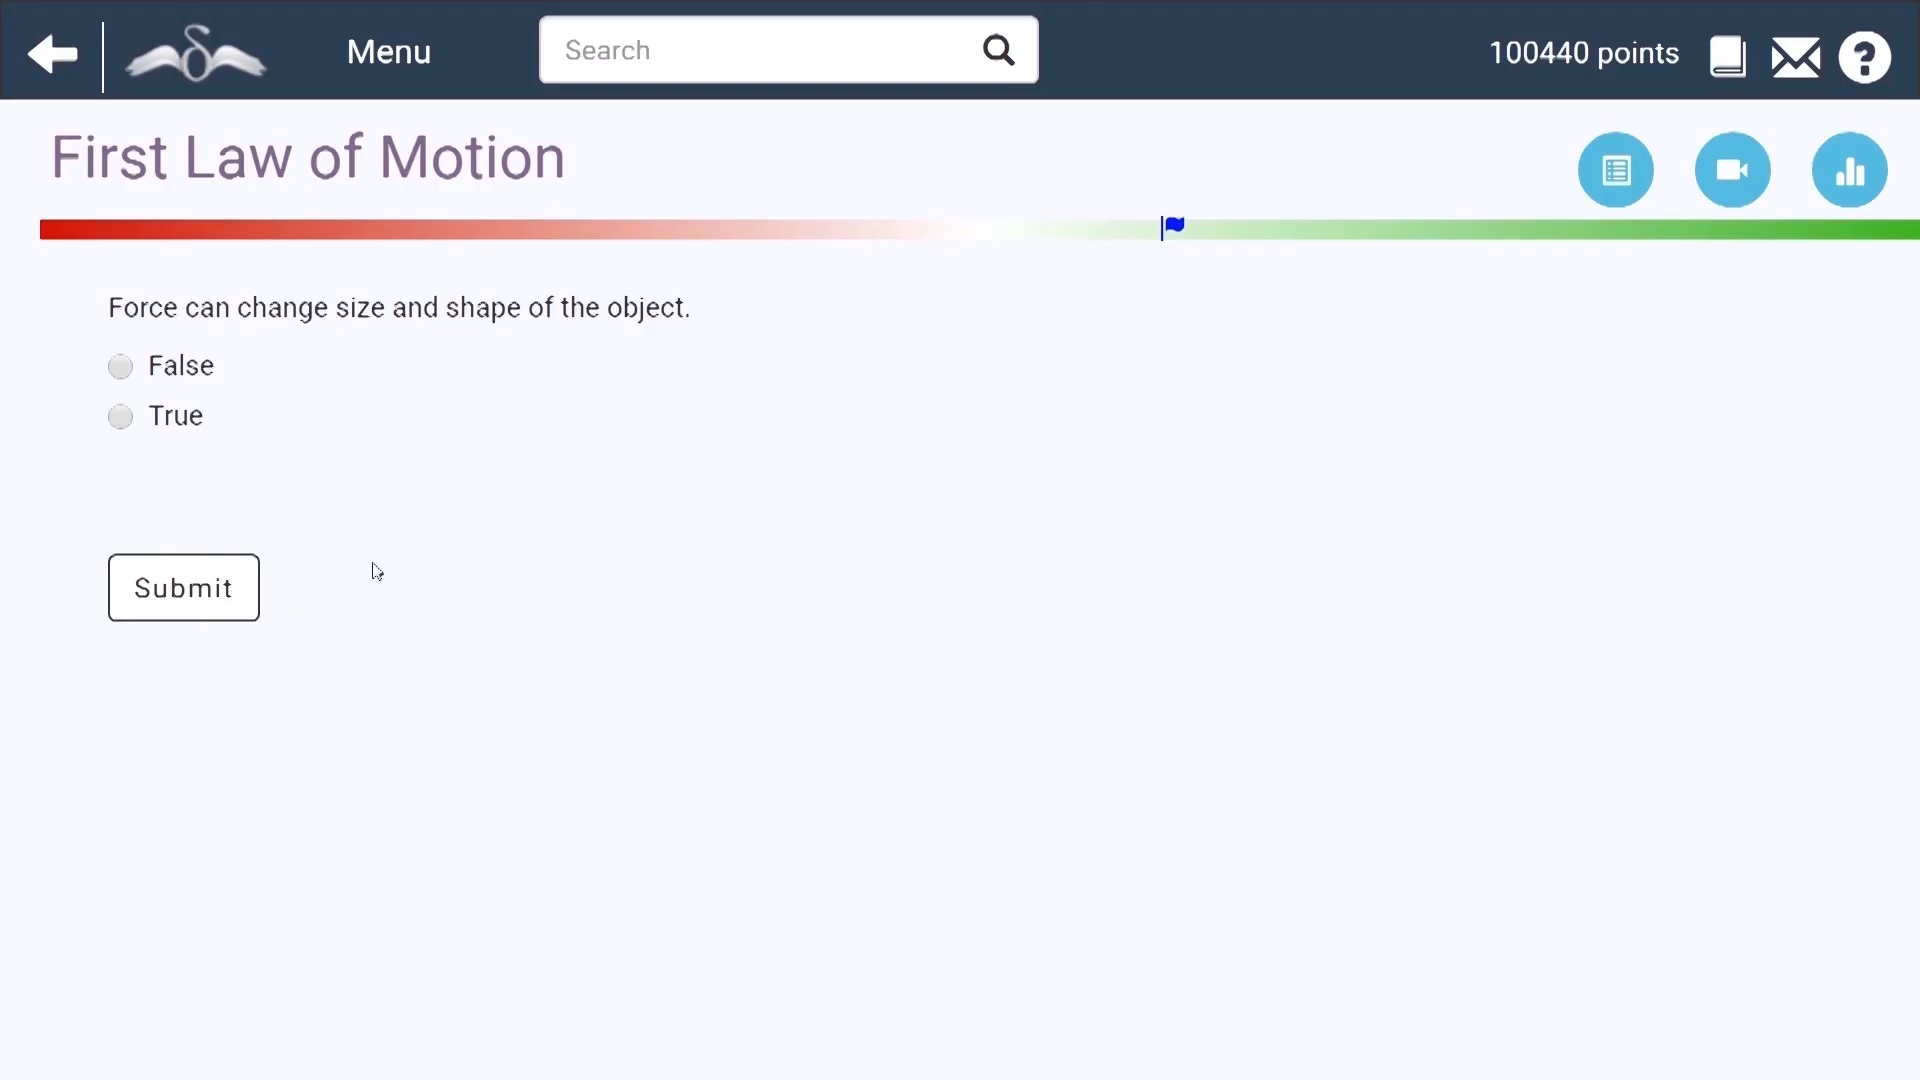 Menu
Search
100440 points
First Law of Motion
Force can change size and shape of the object.
False
True
Submit